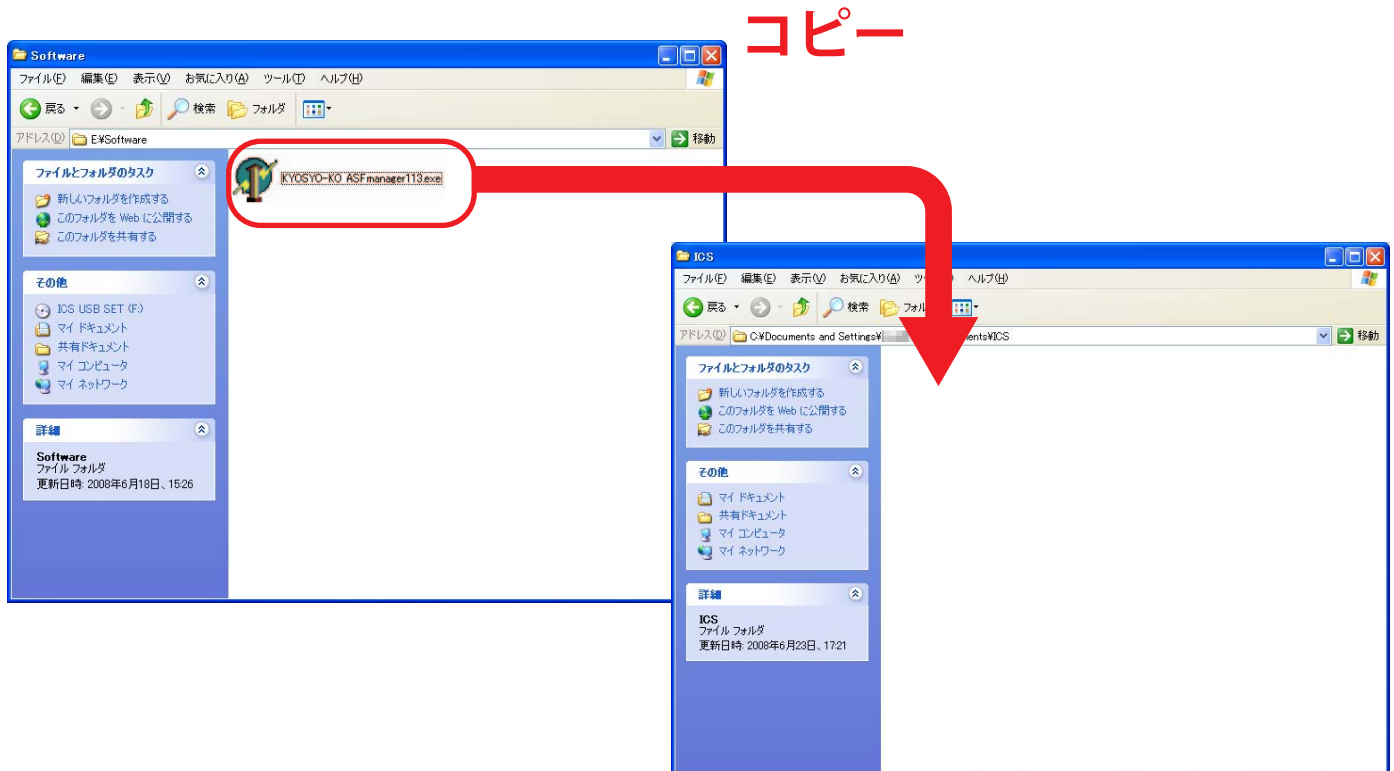 コピー
Software
ファイル(F) 編集(E) 表示(V) お気に入り(A) ツール(T) ヘルプ(H)
戻る 検索 フォルダ
アドレス(D) E:¥Software 移動
ファイルとフォルダのタスク
新しいフォルダを作成する
このフォルダを Web に公開する
このフォルダを共有する
その他
ICS USB SET (F:)
マイ ドキュメント
共有ドキュメント
マイ コンピュータ
マイ ネットワーク
詳細
Software
ファイル フォルダ
更新日時: 2008年6月18日、15:26
KYOSYO-KO ASFmanager113.exe
ICS
ファイル(F) 編集(E) 表示(V) お気に入り(A) ヘルプ(H)
戻る 検索
アドレス(D) C:¥Documents and Settings¥ ents¥ICS 移動
ファイルとフォルダのタスク
新しいフォルダを作成する
このフォルダを Web に公開する
このフォルダを共有する
その他
マイ ドキュメント
共有ドキュメント
マイ コンピュータ
マイ ネットワーク
詳細
ICS
ファイル フォルダ
更新日時: 2008年6月23日、17:21